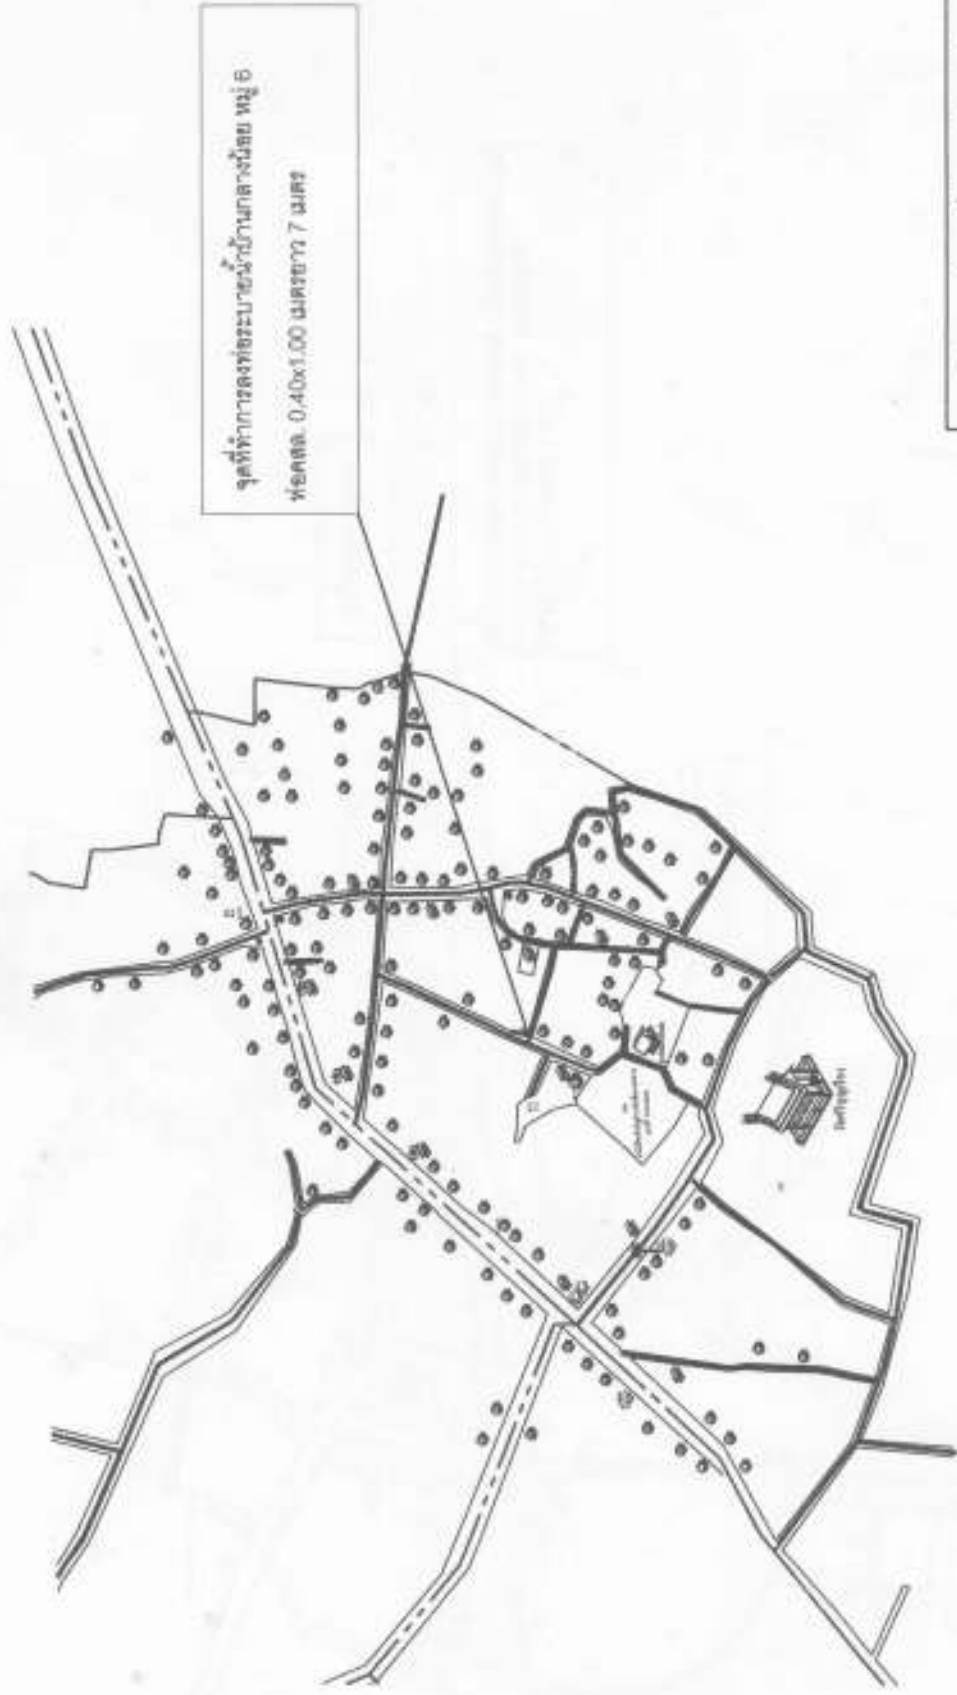 จุดที่ทำการลงท่อระบายน้ำบ้านกลางน้อย หมู่ 6
ท่อคสล. 0.40x1.00 เมตรยาว 7 เมตร